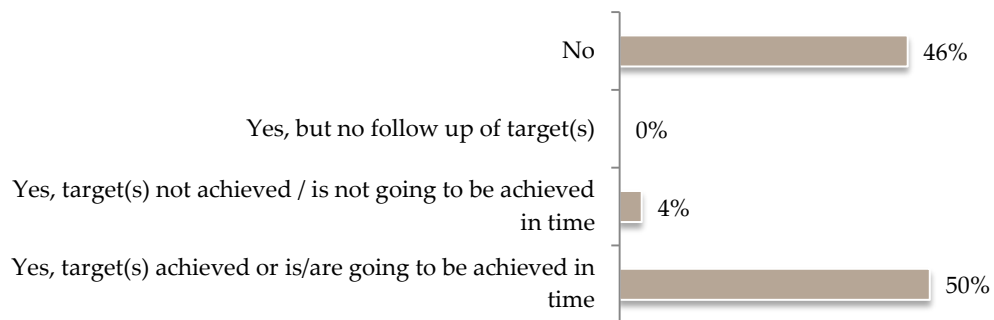 No
46%
Yes, but no follow up of target(s)
0%
Yes, target(s) not achieved / is not going to be achieved
in time
4%
Yes, target(s) achieved or is/are going to be achieved in
time
50%